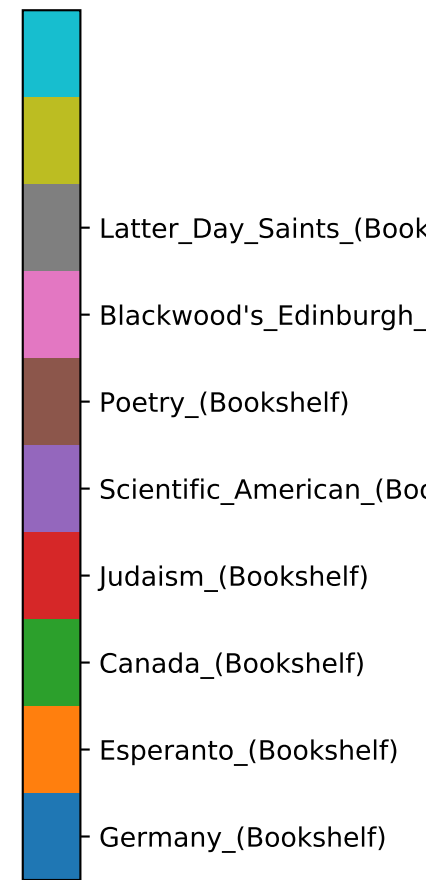 Latter_Day_Saints_(Book
Blackwood's_Edinburgh_
Poetry_(Bookshelf)
Scientific_American_(Boo
Judaism_(Bookshelf)
Canada_(Bookshelf)
Esperanto_(Bookshelf)
Germany_(Bookshelf)